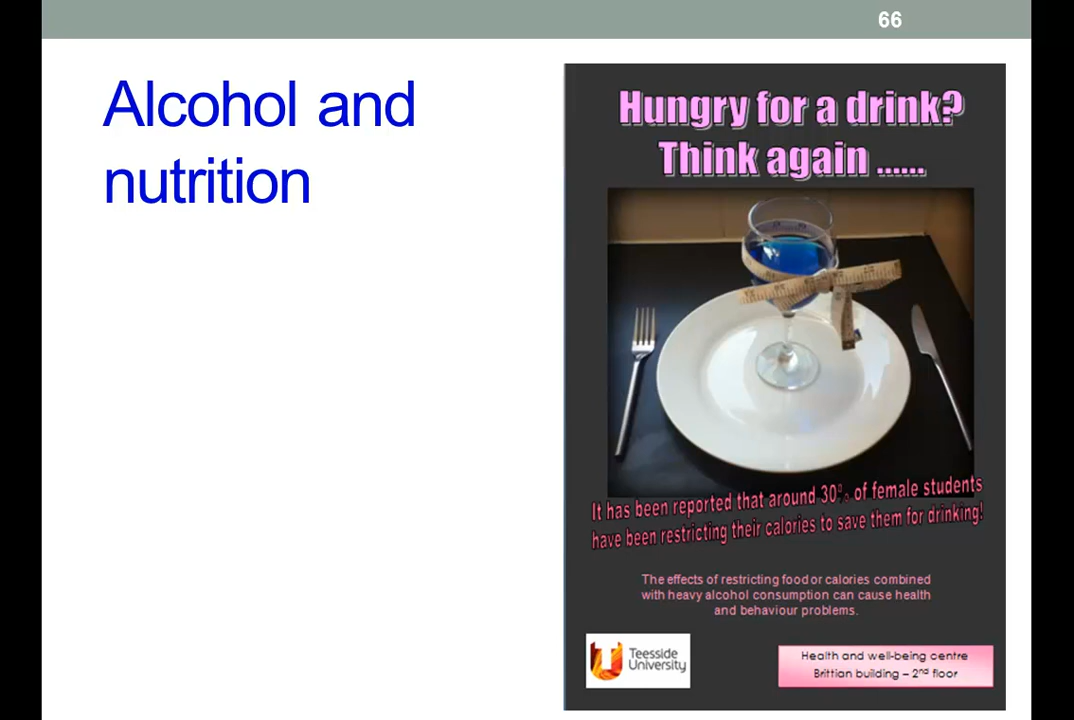 66
Alcohol and
nutrition
Hungry for a drink?
Think again ......
It has been reported that around 30% of female students
have been restricting their calories to save them for drinking!
The effects of restricting food or calories combined
with heavy alcohol consumption can cause health
and behaviour problems.
Teesside
University
Health and well-being centre
Brittian building – 2nd floor